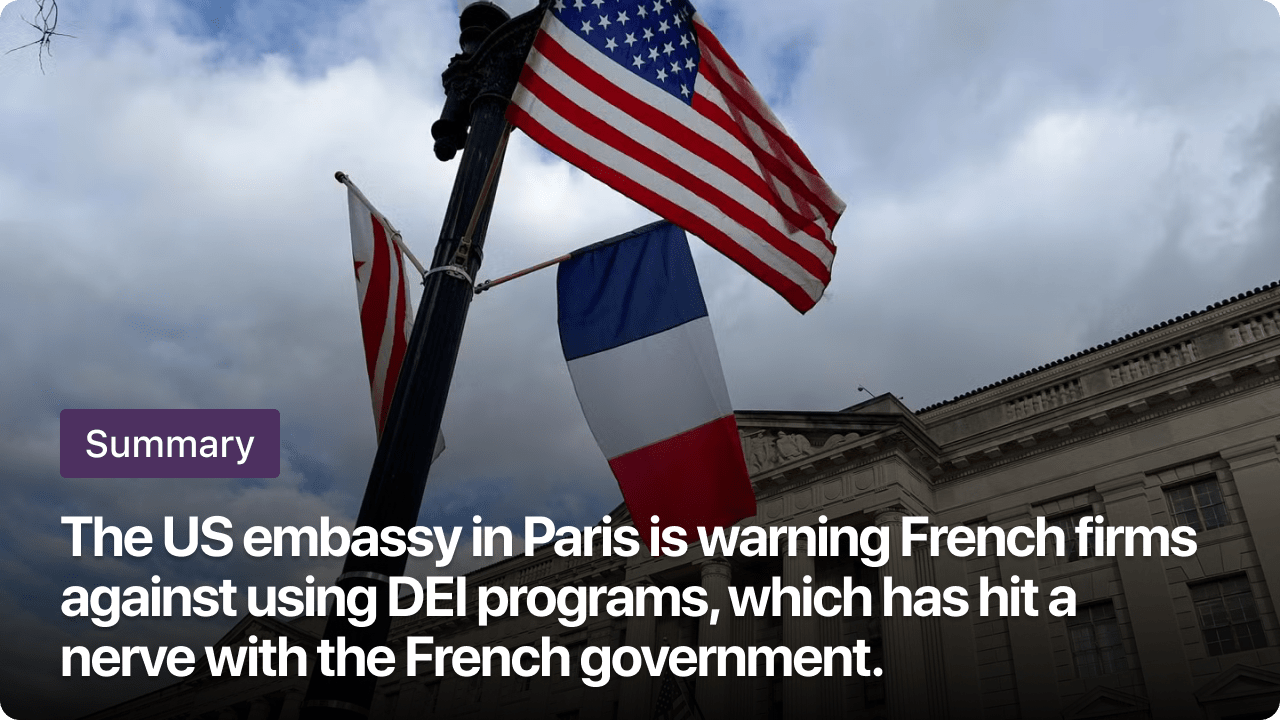 Summary
The US embassy in Paris is warning French firms
against using DEI programs, which has hit a
nerve with the French government.